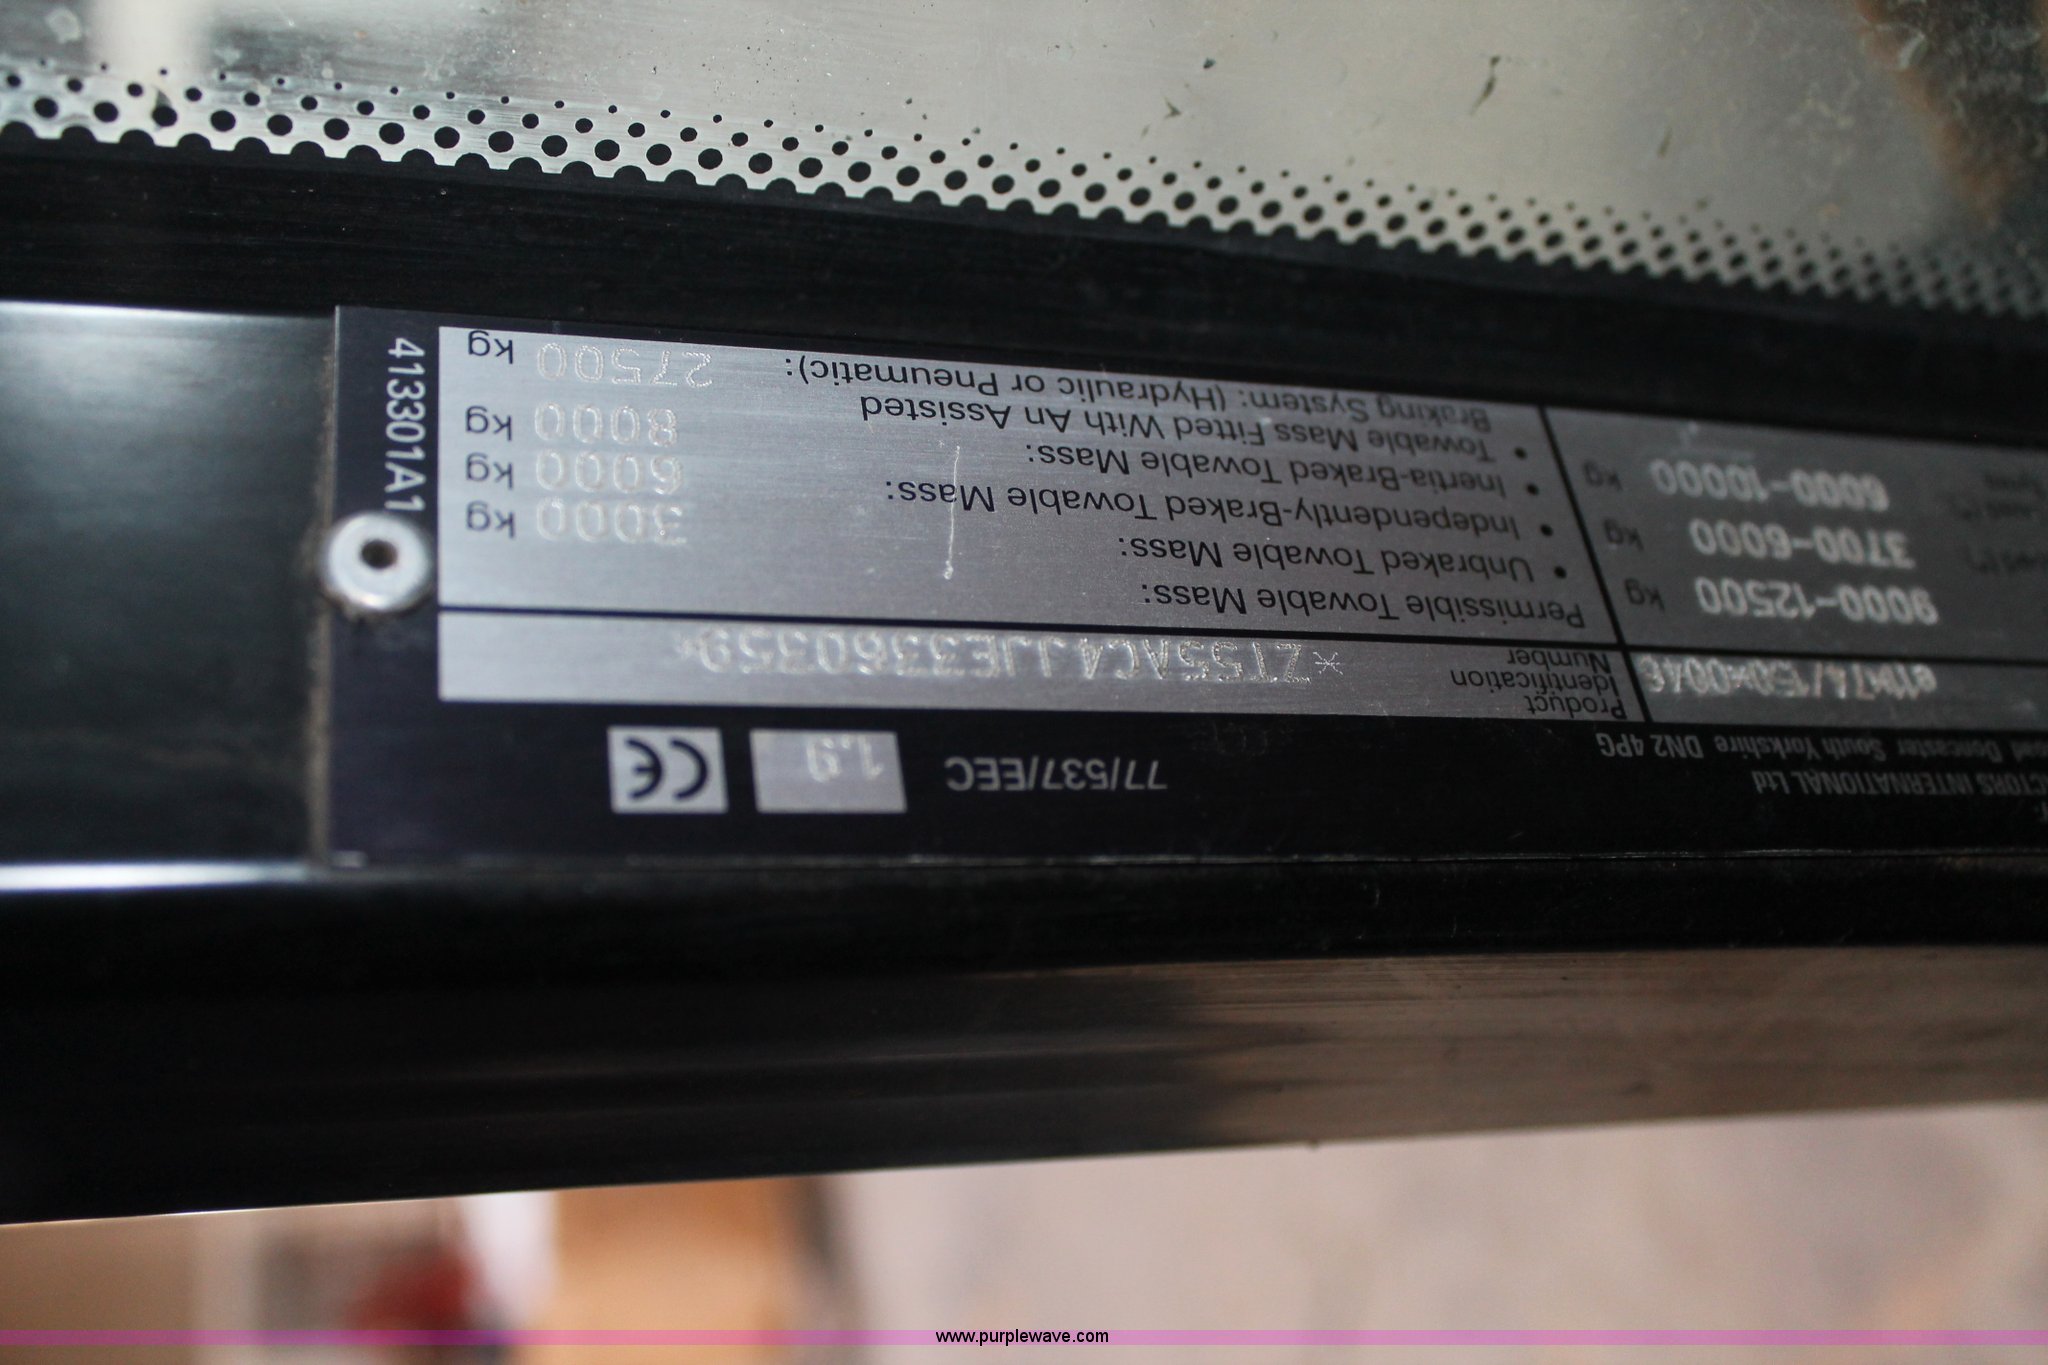 CTORS INTERNATIONAL Ltd
Doncaster South Yorkshire DN2 4PG
77/537/EEC
1.9
CE
e11*74/150*0046
Product
Identification
Number
*ZT55AC4JJE3360359*
9000-12500 kg
3700-6000 kg
6000-10000 kg
Permissible Towable Mass:
• Unbraked Towable Mass: 3000 kg
• Independently-Braked Towable Mass: 6000 kg
• Inertia-Braked Towable Mass: 8000 kg
• Towable Mass Fitted With An Assisted
Braking System: (Hydraulic or Pneumatic): 27500 kg
413301A1
www.purplewave.com